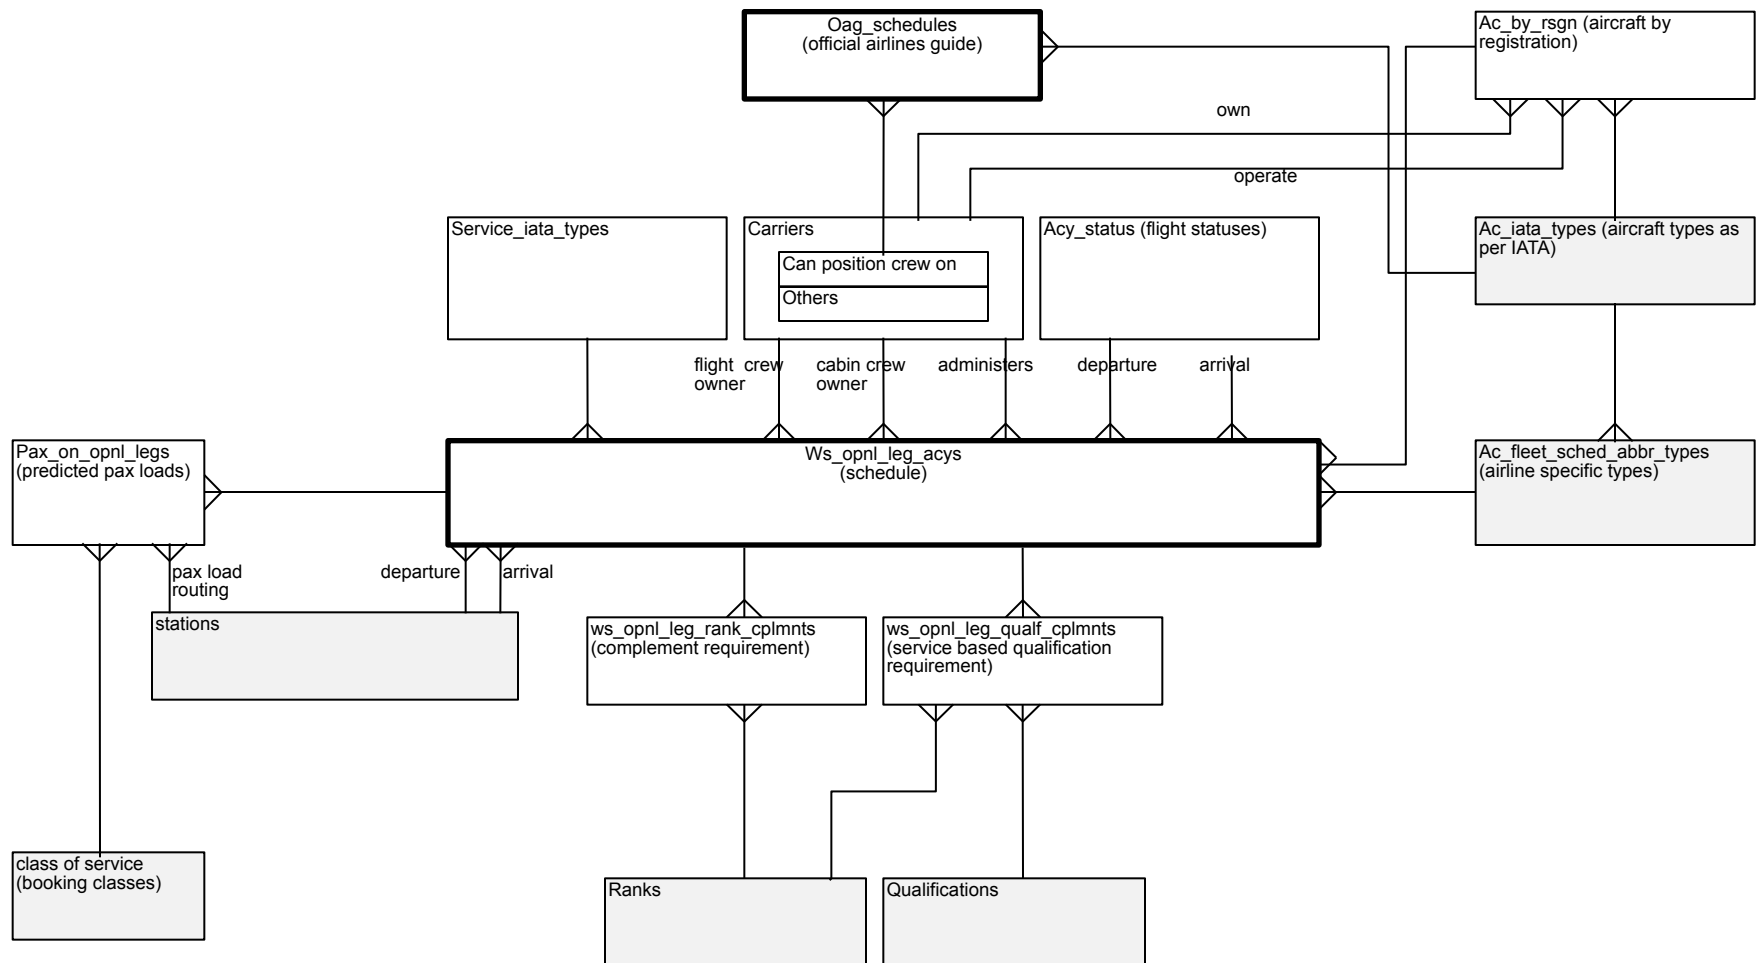 Oag_schedules
(official airlines guide)
Ac_by_rsgn (aircraft by
registration)
own
operate
Service_iata_types
Carriers
Can position crew on
Others
Acy_status (flight statuses)
Ac_iata_types (aircraft types as
per IATA)
flight crew
owner
cabin crew
owner
administers
departure
arrival
Pax_on_opnl_legs
(predicted pax loads)
Ws_opnl_leg_acys
(schedule)
Ac_fleet_sched_abbr_types
(airline specific types)
pax load
routing
departure
arrival
stations
ws_opnl_leg_rank_cplmnts
(complement requirement)
ws_opnl_leg_qualf_cplmnts
(service based qualification
requirement)
class of service
(booking classes)
Ranks
Qualifications